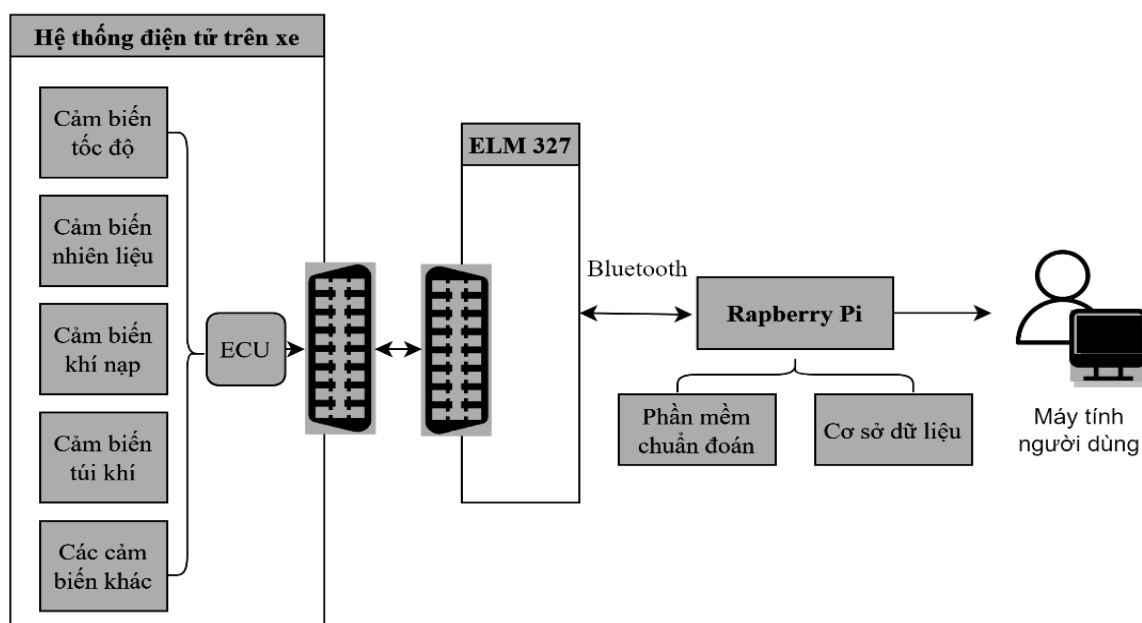 Hệ thống điện tử trên xe
Cảm biến
tốc độ
Cảm biến
nhiên liệu
Cảm biến
khí nạp
Cảm biến
túi khí
Các cảm
biến khác
ECU
ELM 327
Bluetooth
Rapberry Pi
Phần mềm
chuẩn đoán
Cơ sở dữ liệu
Máy tính
người dùng